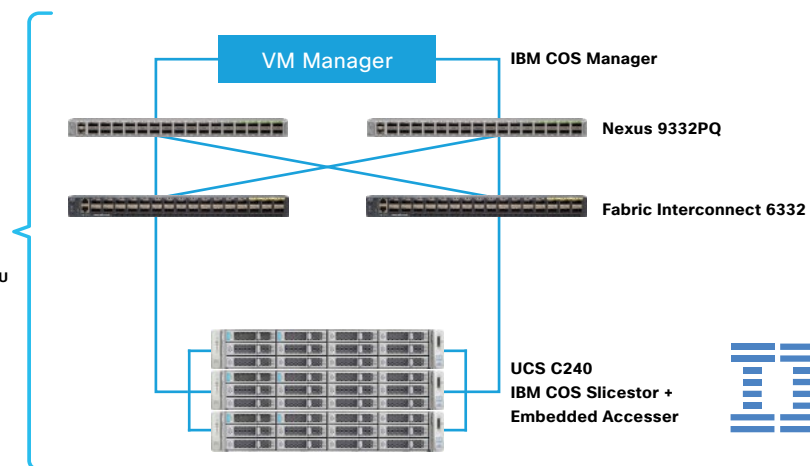 VM Manager
IBM COS Manager
Nexus 9332PQ
Fabric Interconnect 6332
U
UCS C240
IBM COS Slicestor +
Embedded Accesser